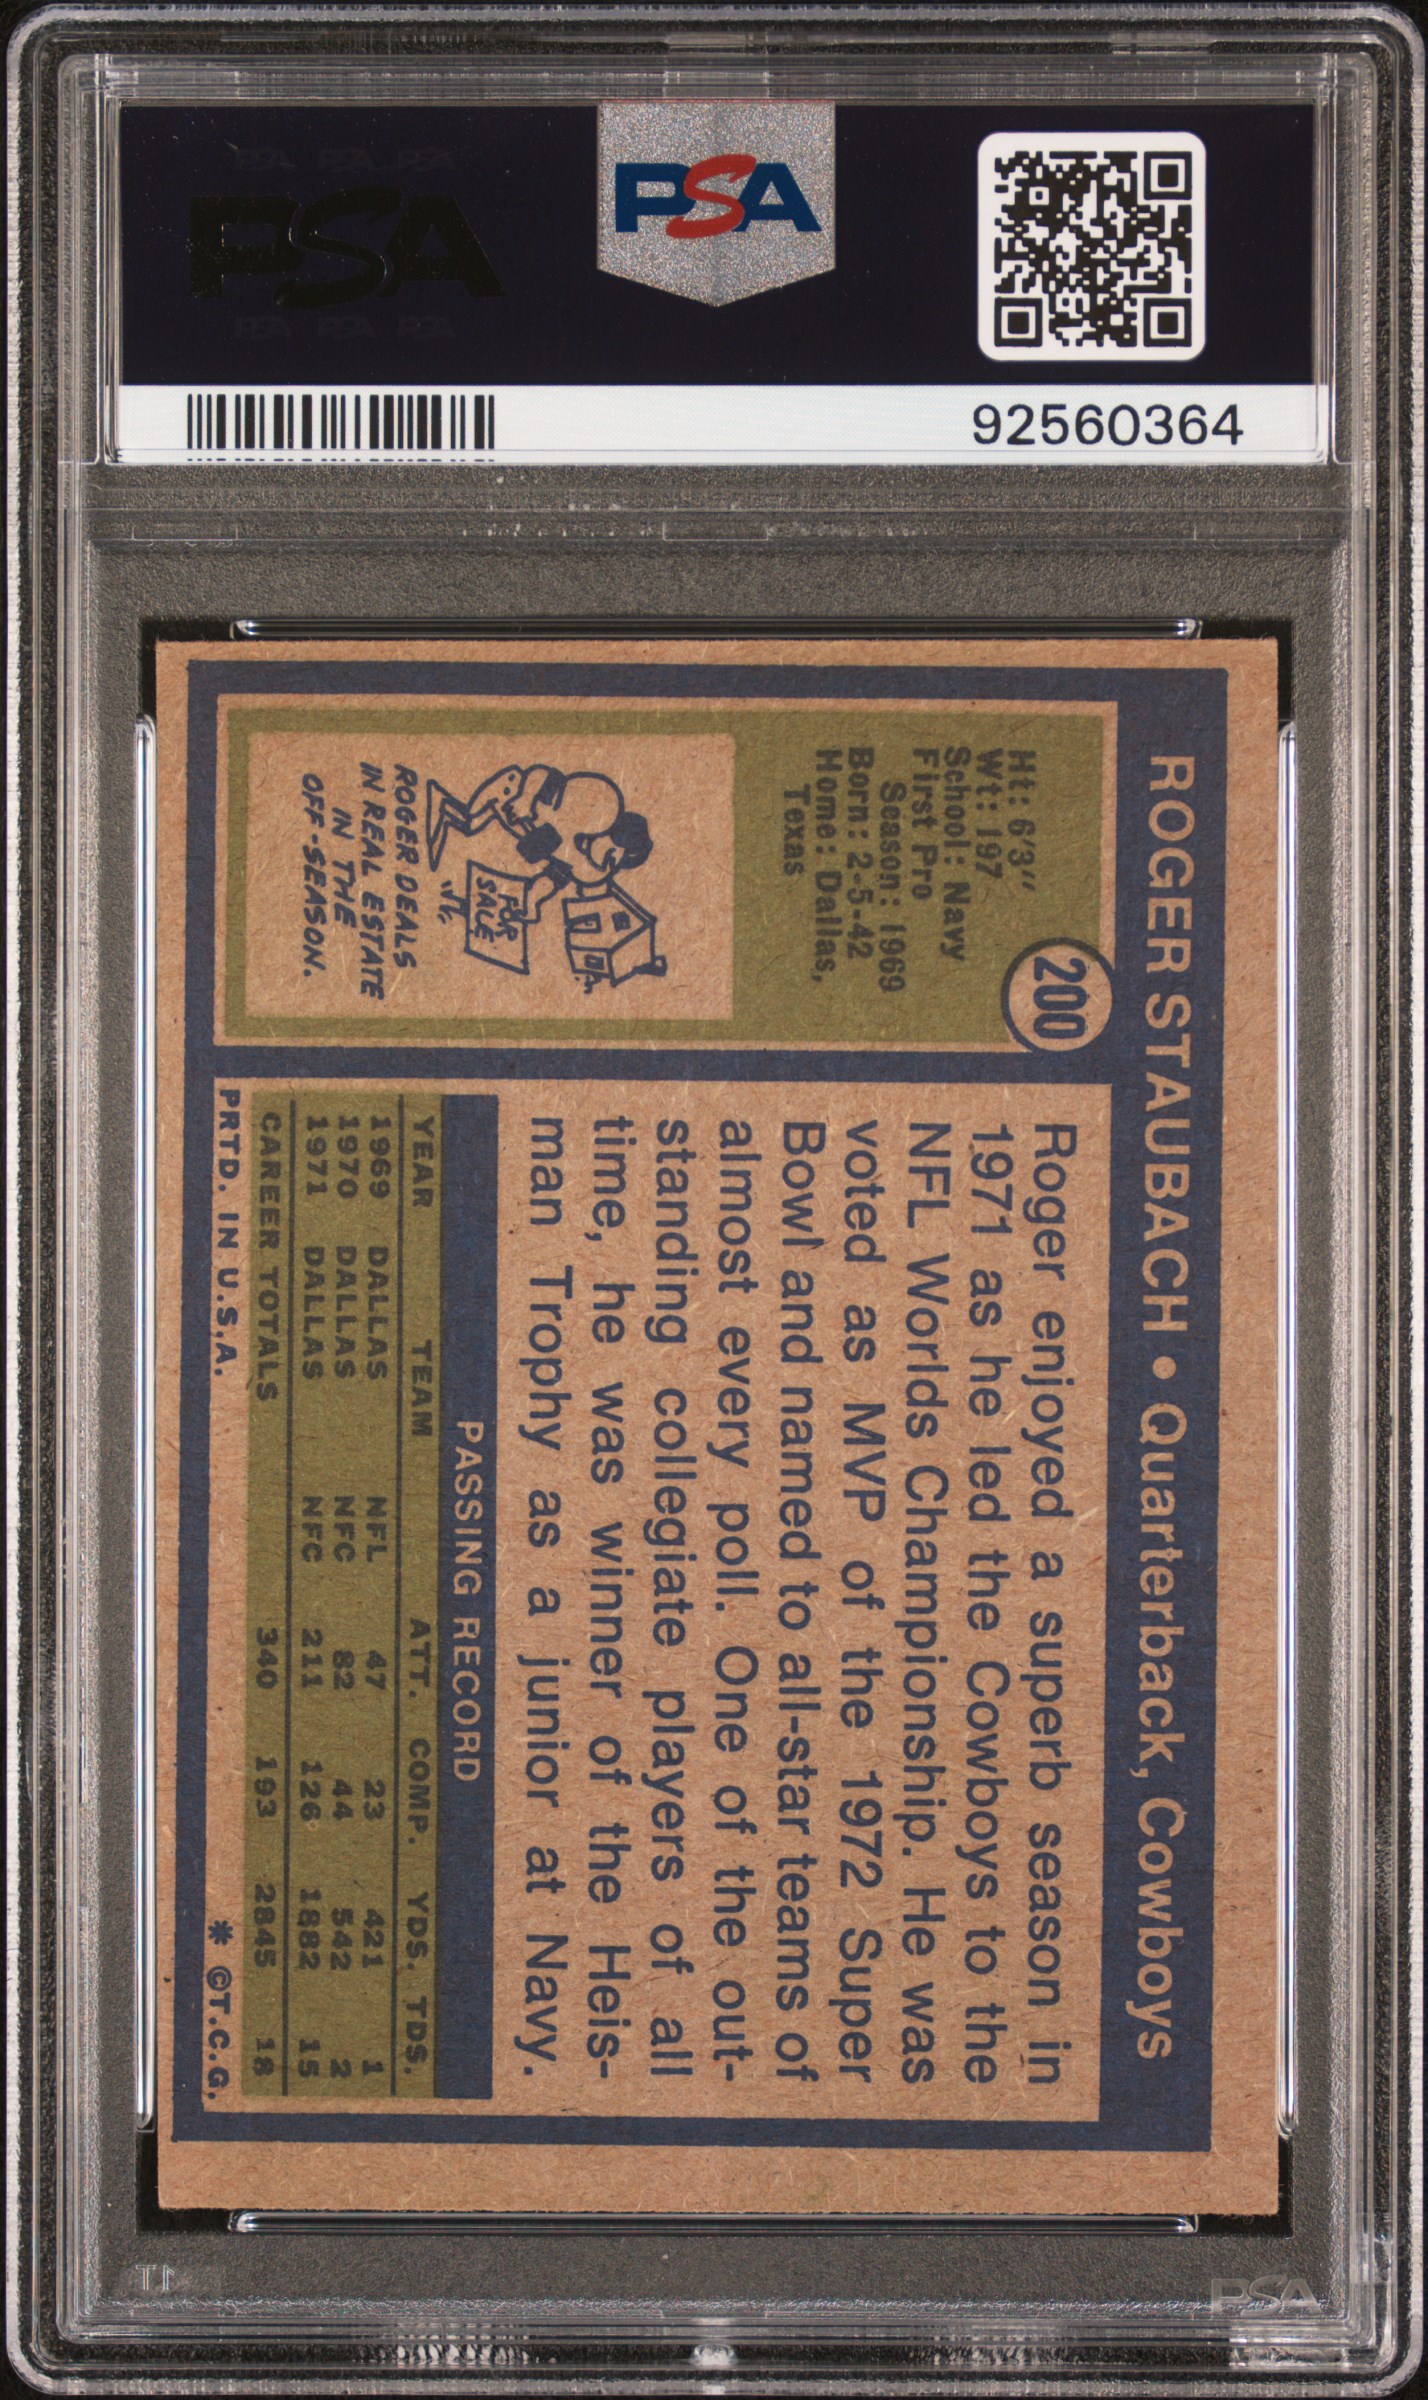 PSA PSA PSA
PSA
PSA PSA PSA
PSA
92560364
ROGER STAUBACH • Quarterback, Cowboys
200
Ht: 6'3"
Wt: 197
School: Navy
First Pro
Season: 1969
Born: 2-5-42
Home: Dallas,
Texas
FOR
SALE
ROGER DEALS
IN REAL ESTATE
IN THE
OFF-SEASON.
Roger enjoyed a superb season in
1971 as he led the Cowboys to the
NFL Worlds Championship. He was
voted as MVP of the 1972 Super
Bowl and named to all-star teams of
almost every poll. One of the out-
standing collegiate players of all
time, he was winner of the Heis-
man Trophy as a junior at Navy.
PASSING RECORD
YEAR TEAM ATT. COMP. YDS. TDS.
1969 DALLAS NFL 47 23 421 1
1970 DALLAS NFC 82 44 542 2
1971 DALLAS NFC 211 126 1882 15
CAREER TOTALS 340 193 2845 18
PRTD. IN U.S.A. * ©T.C.G.
PSA